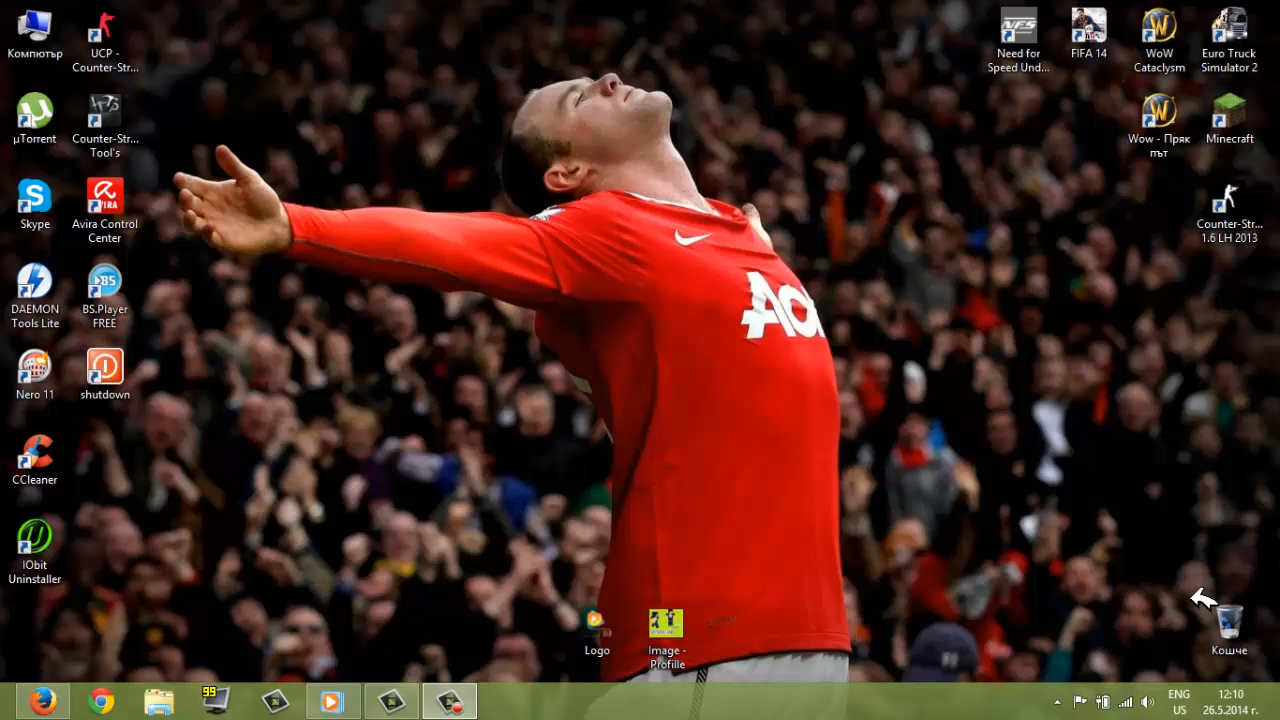 Компютър
UCP -
Counter-Str...
µTorrent
Counter-Str...
Tool's
Skype
Avira Control
Center
DAEMON
Tools Lite
BS.Player
FREE
Nero 11
shutdown
CCleaner
IObit
Uninstaller
Need for
Speed Und...
FIFA 14
WoW
Cataclysm
Euro Truck
Simulator 2
Wow - Пряк
път
Minecraft
Counter-Str...
1.6 LH 2013
NFS
Ao
Logo
Image -
Profille
Кошче
99
ENG
US
12:10
26.5.2014 г.